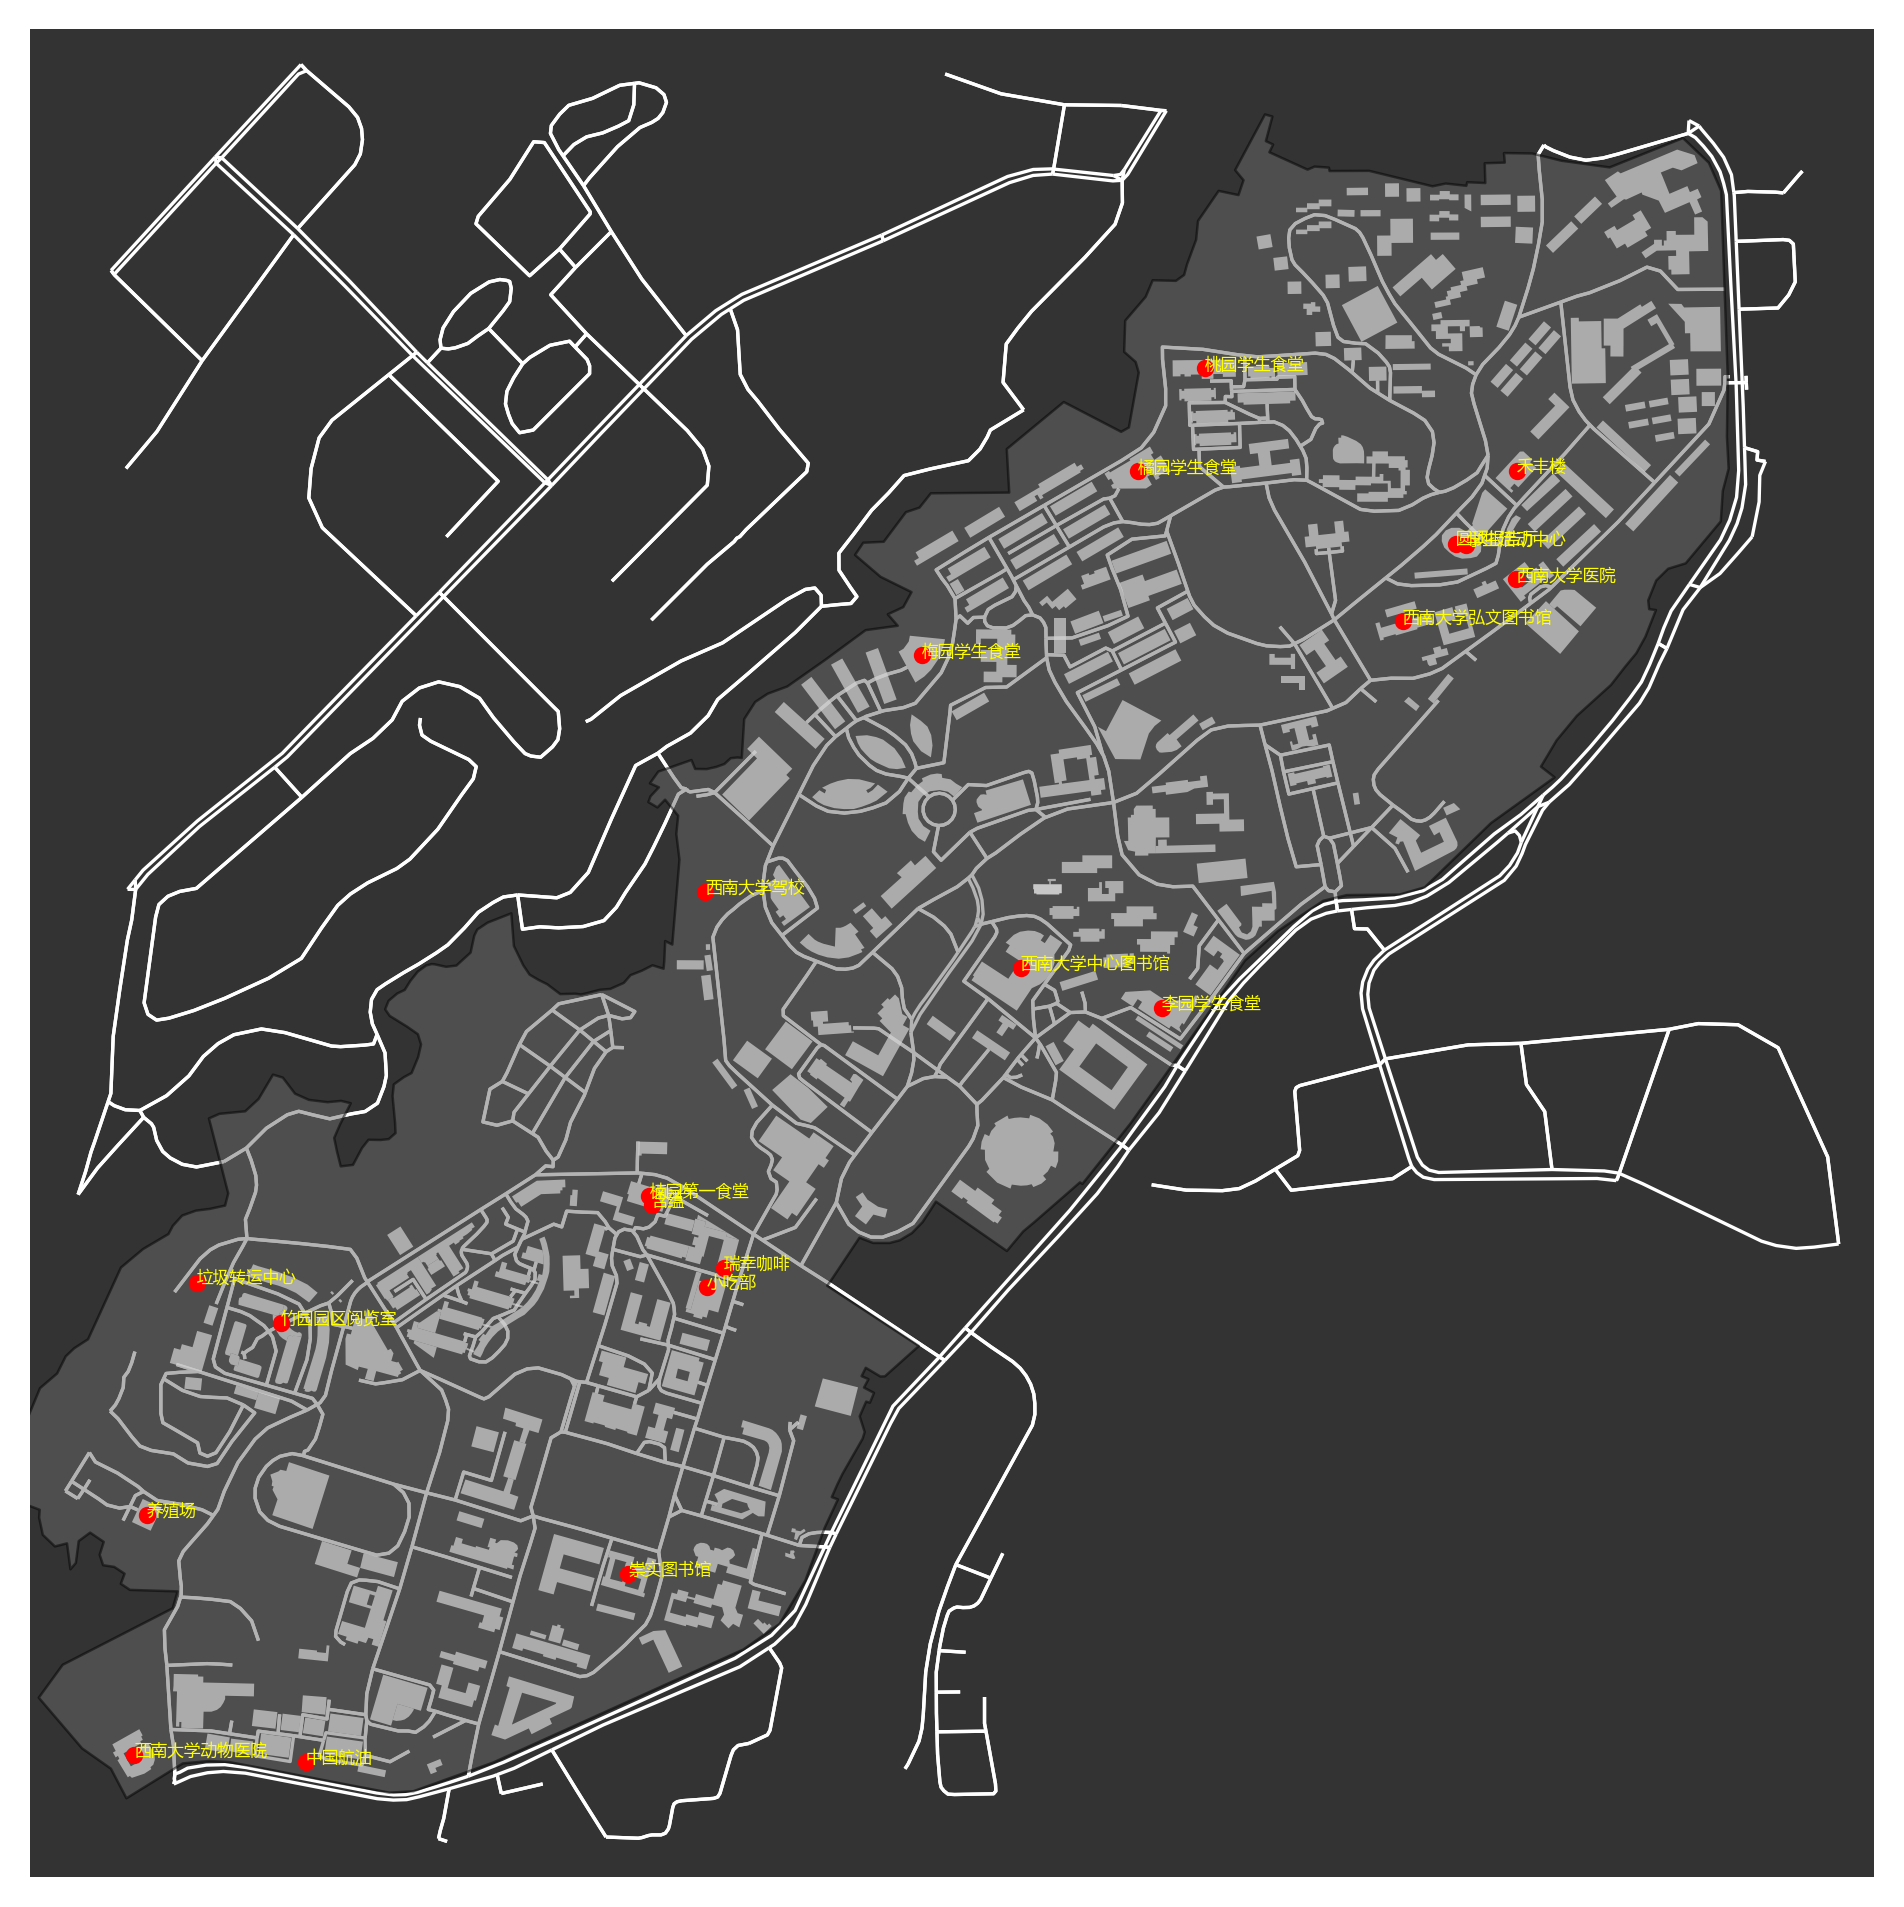 桃园学生食堂
橘园学生食堂
禾丰楼
西南大学医院
西南大学弘文图书馆
梅园学生食堂
西南大学驾校
西南大学中心图书馆
李园学生食堂
楠园第一食堂
瑞幸咖啡
小吃部
垃圾转运中心
竹园园区阅览室
养殖场
崇实图书馆
西南大学动物医院
中国航油